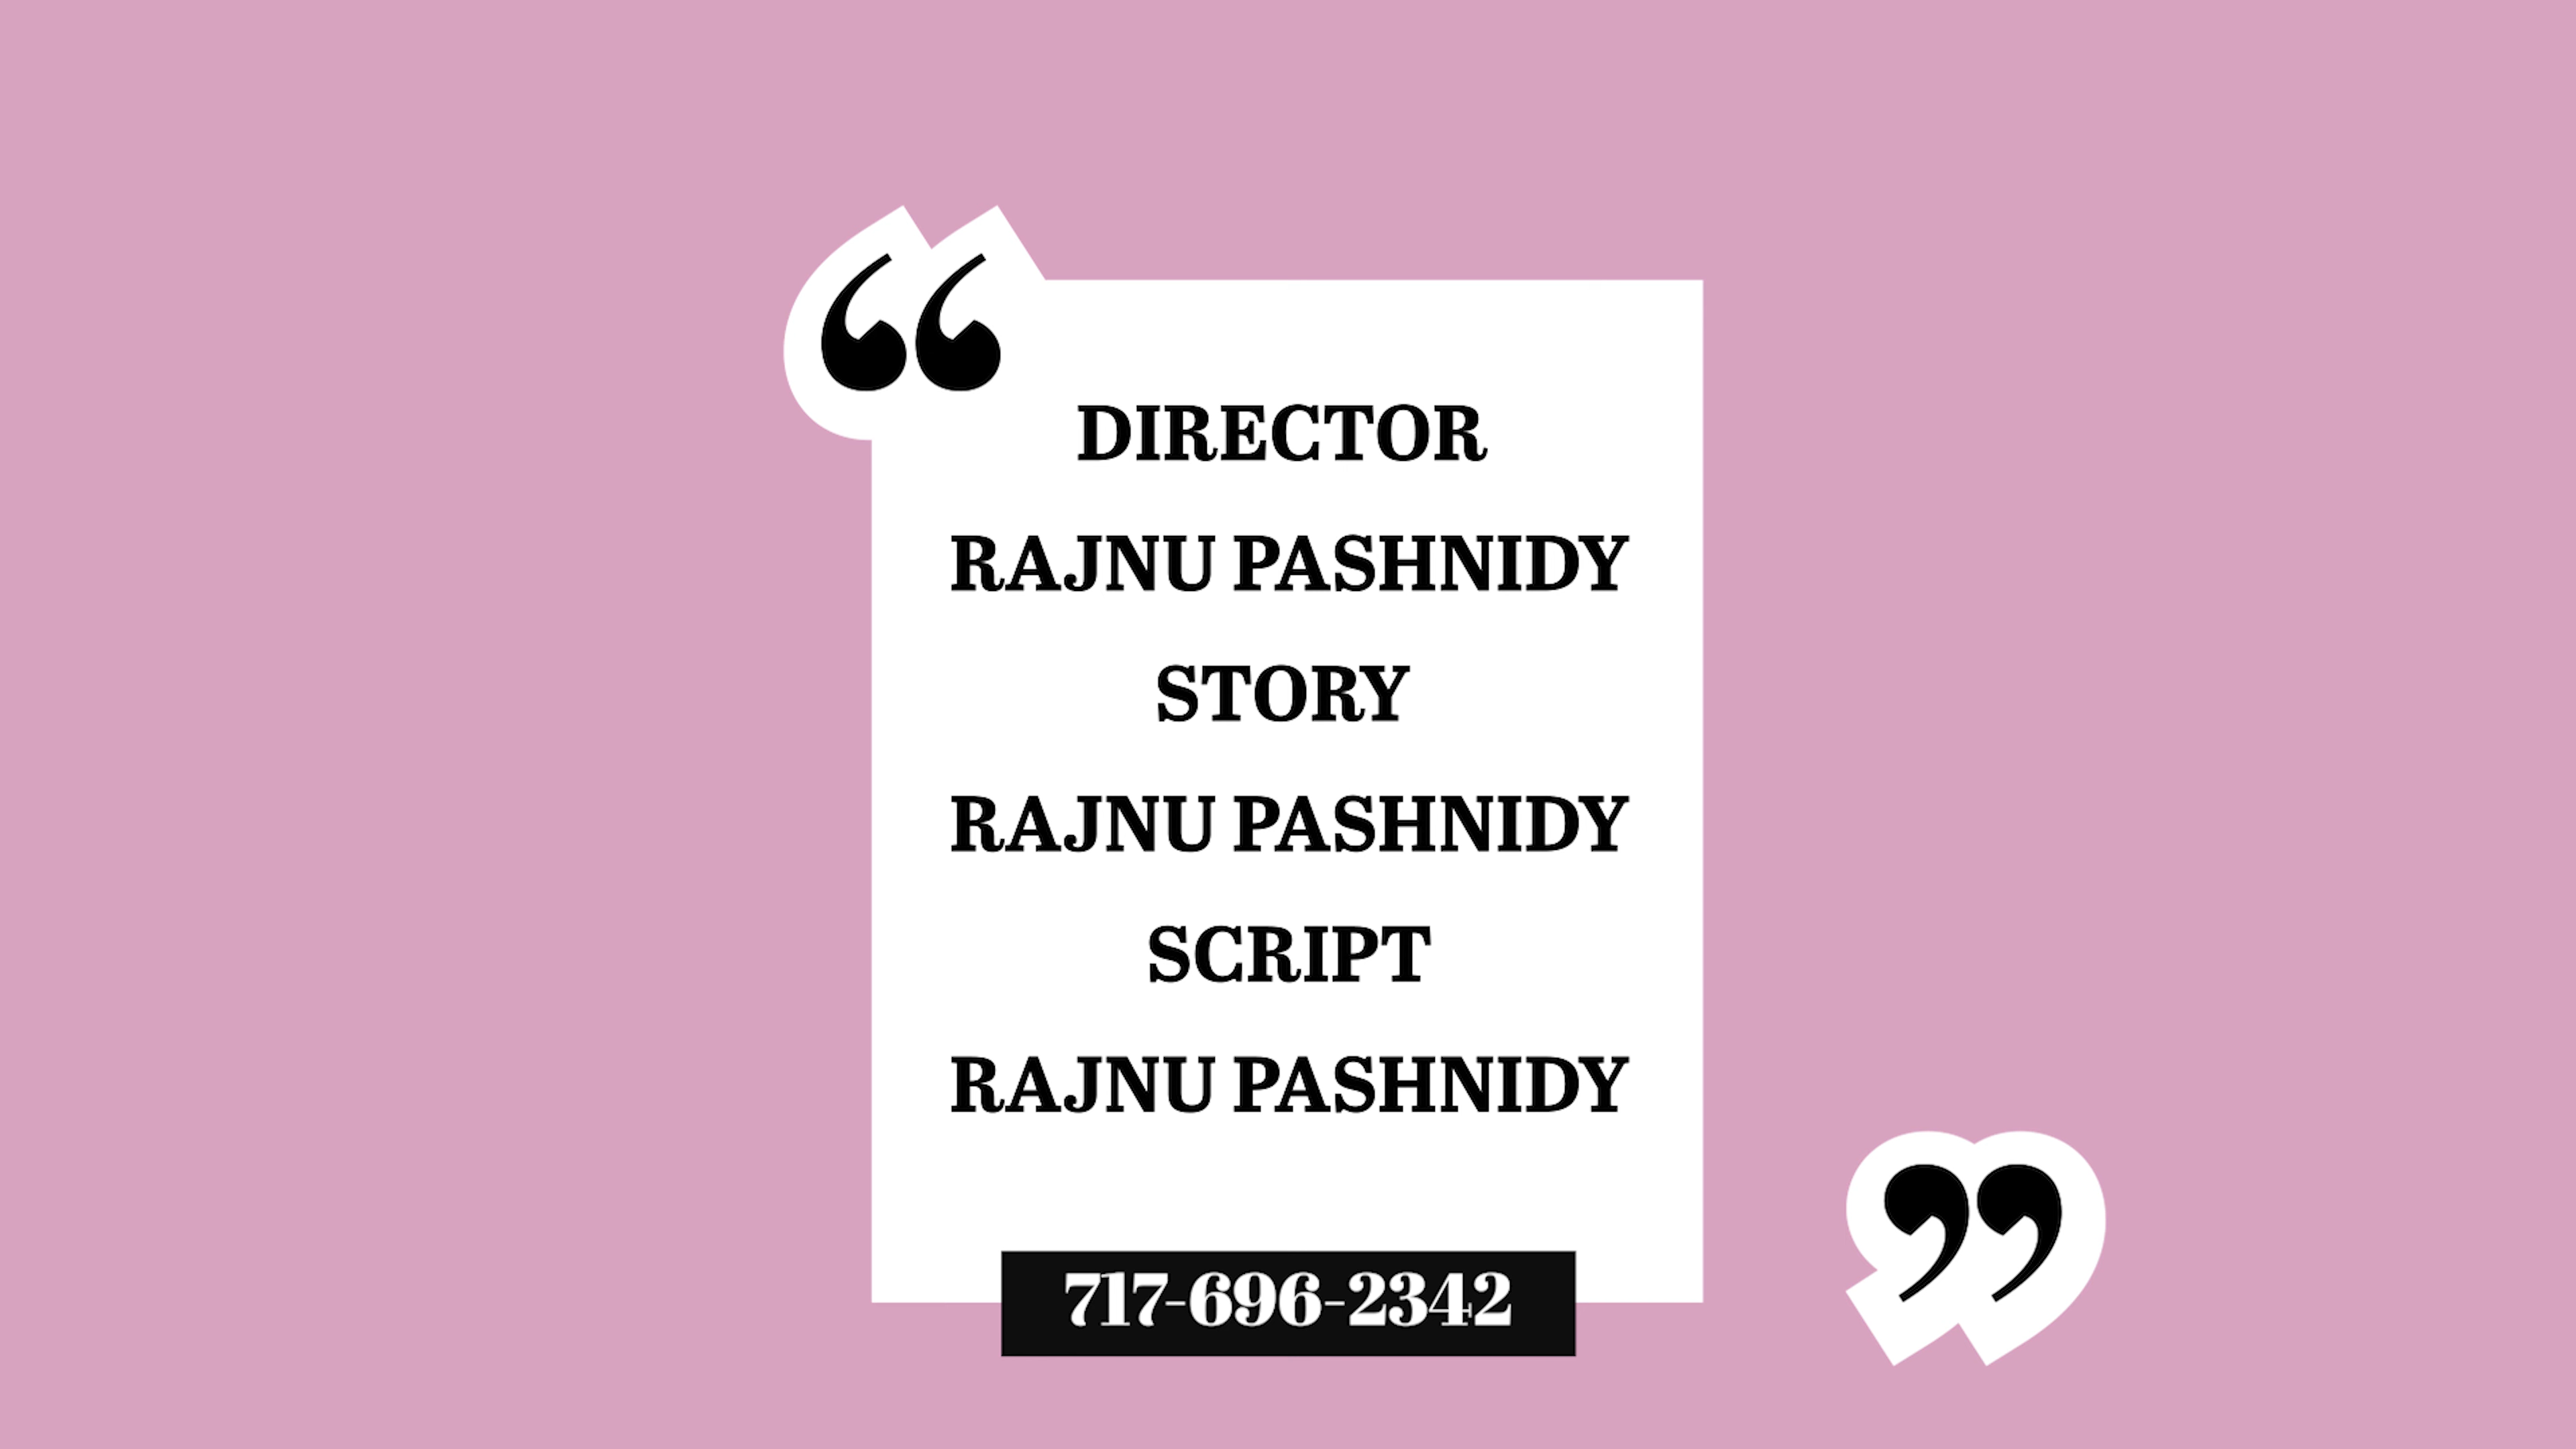 “
DIRECTOR
RAJNU PASHNIDY
STORY
RAJNU PASHNIDY
SCRIPT
RAJNU PASHNIDY
717-696-2342
”